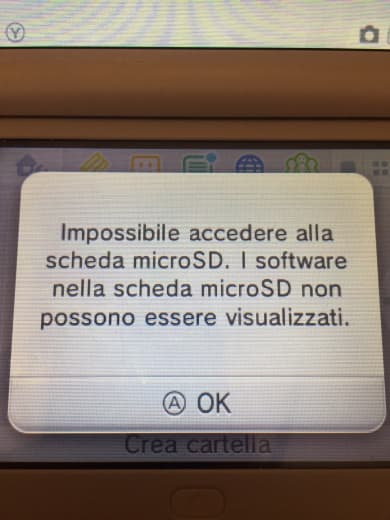 Y
Impossibile accedere alla
scheda microSD. I software
nella scheda microSD non
possono essere visualizzati.
A OK
Crea cartella